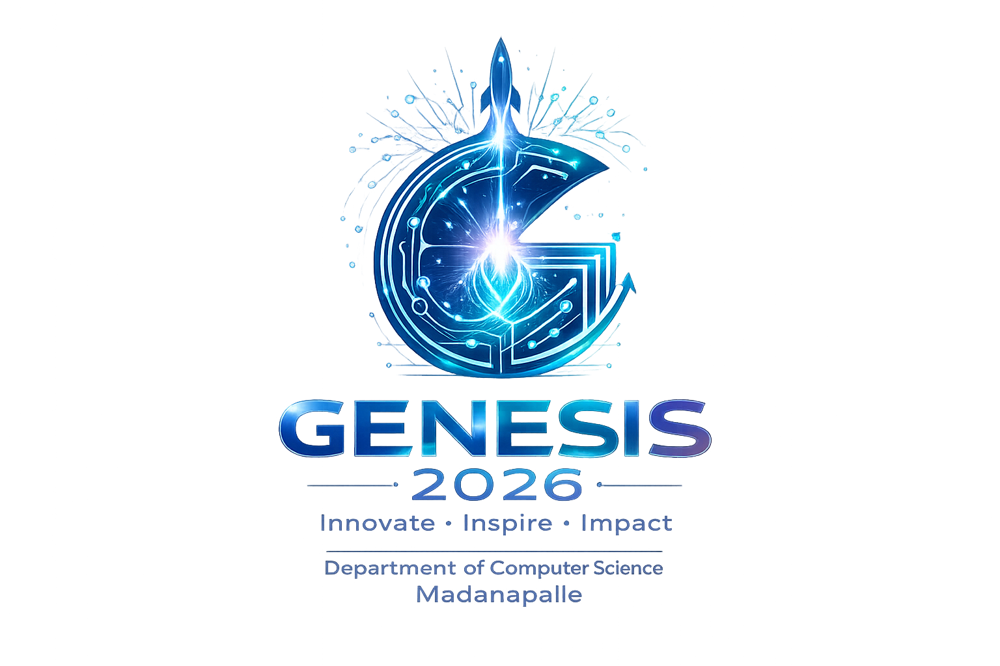 GENESIS
2026
Innovate • Inspire • Impact
Department of Computer Science
Madanapalle